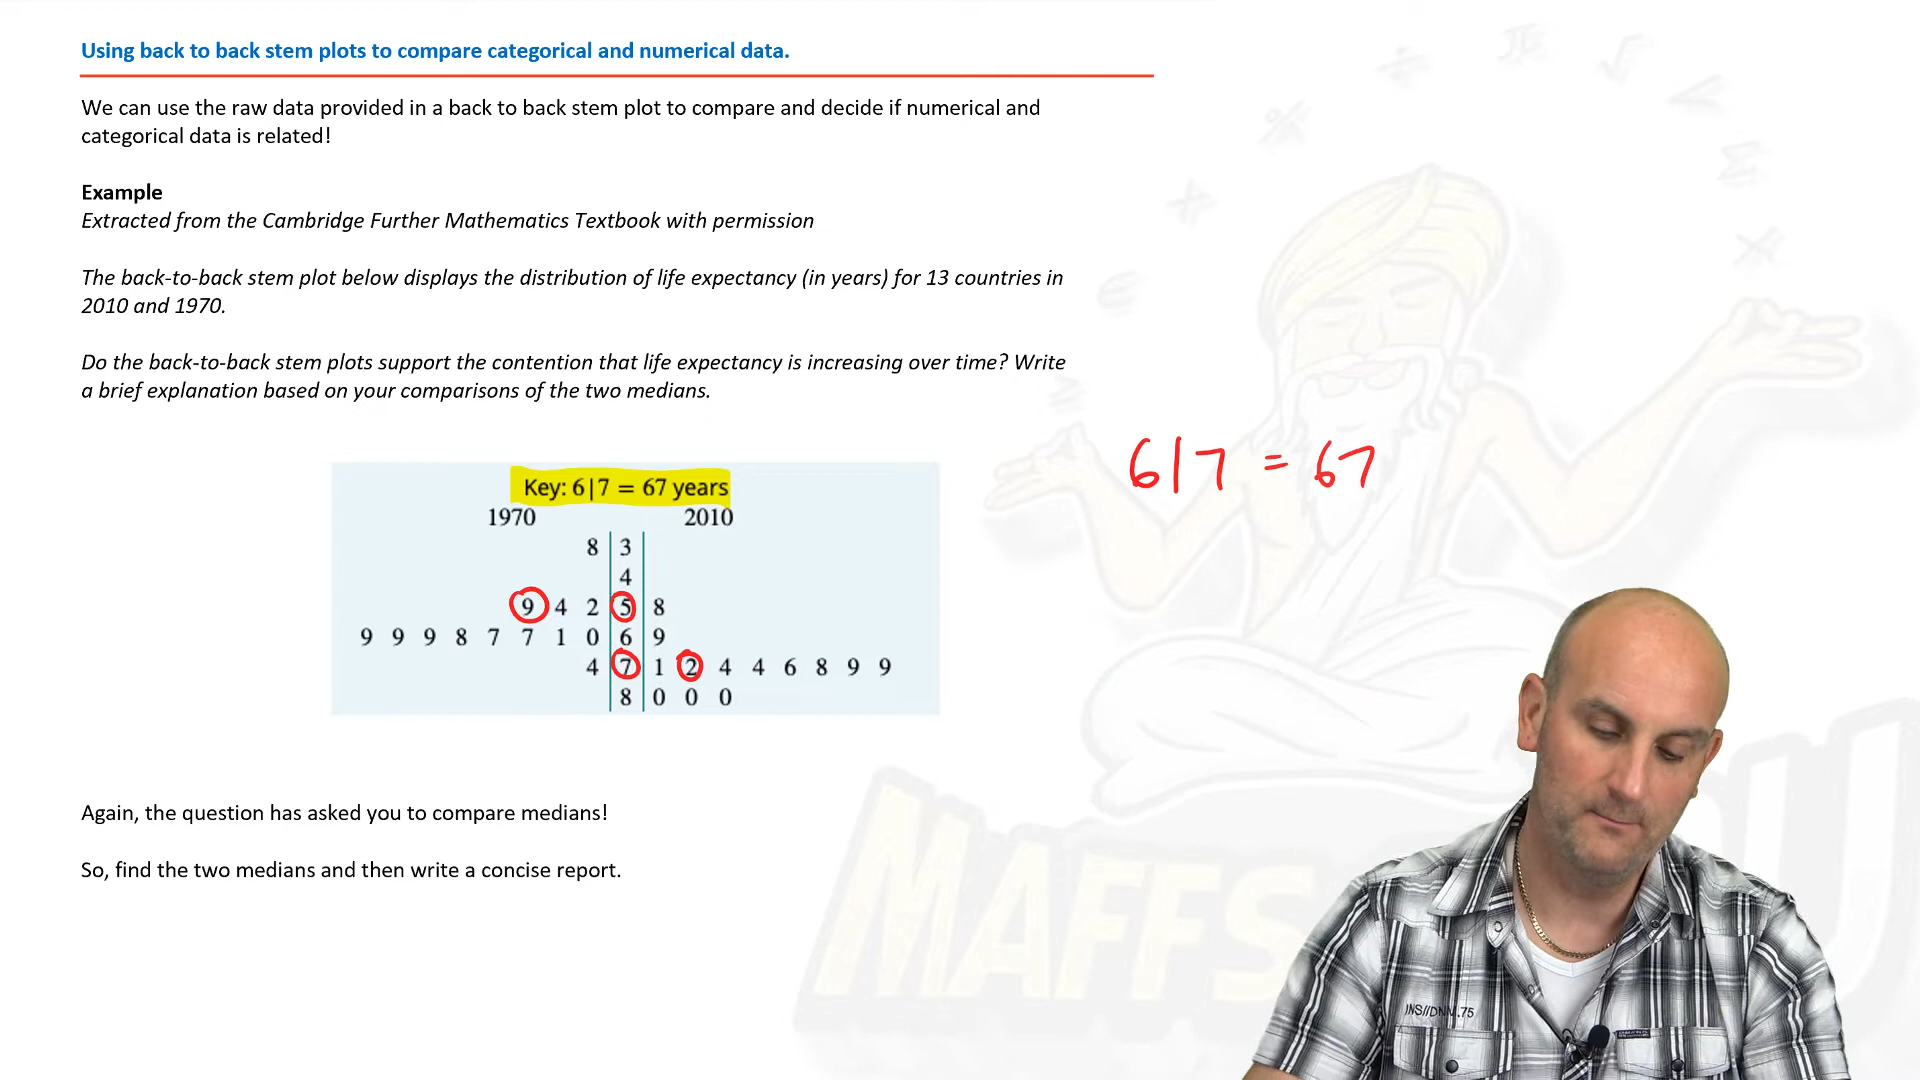 Using back to back stem plots to compare categorical and numerical data.
We can use the raw data provided in a back to back stem plot to compare and decide if numerical and
categorical data is related!
Example
Extracted from the Cambridge Further Mathematics Textbook with permission
The back-to-back stem plot below displays the distribution of life expectancy (in years) for 13 countries in
2010 and 1970.
Do the back-to-back stem plots support the contention that life expectancy is increasing over time? Write
a brief explanation based on your comparisons of the two medians.
6|7 = 67
Key: 6|7 = 67 years
1970 2010
8 | 3 |
4
9 4 2 | 5 | 8
9 9 9 8 7 7 1 0 | 6 | 9
4 | 7 | 1 2 4 4 6 8 9 9
8 | 0 0 0
Again, the question has asked you to compare medians!
So, find the two medians and then write a concise report.
MAFFS